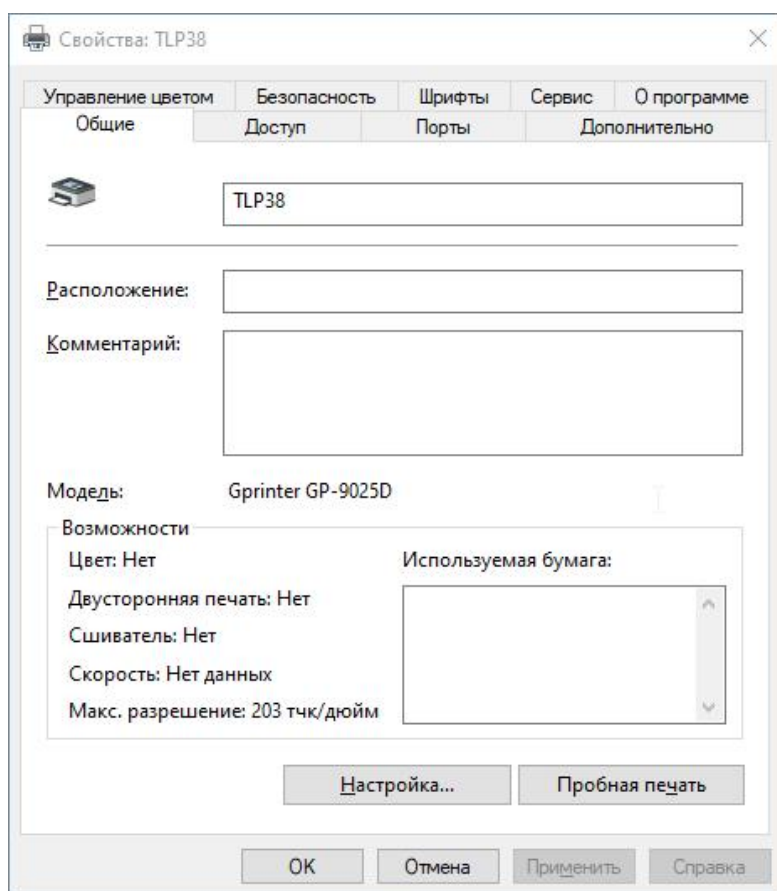 Свойства: TLP38
Управление цветом Безопасность Шрифты Сервис О программе
Общие Доступ Порты Дополнительно
TLP38
Расположение:
Комментарий:
Модель: Gprinter GP-9025D
Возможности
Цвет: Нет Используемая бумага:
Двусторонняя печать: Нет
Сшиватель: Нет
Скорость: Нет данных
Макс. разрешение: 203 тчк/дюйм
Настройка... Пробная печать
OK Отмена Применить Справка